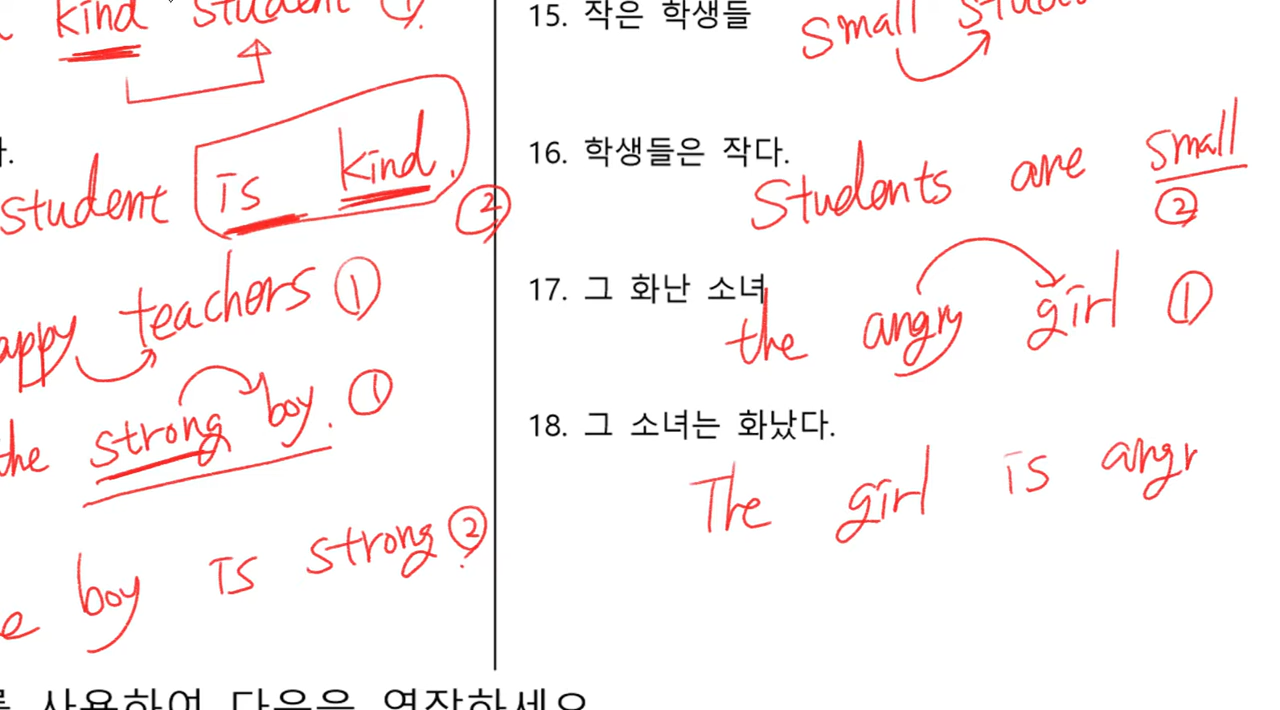 kind student ①.
student is kind. ②
teachers ①
the strong boy. ①
boy is strong ②
15. 작은 학생들
small
16. 학생들은 작다.
Students are small
②
17. 그 화난 소녀
the angry girl ①
18. 그 소녀는 화났다.
The girl is angr
사용하여 다음을 영작하세요